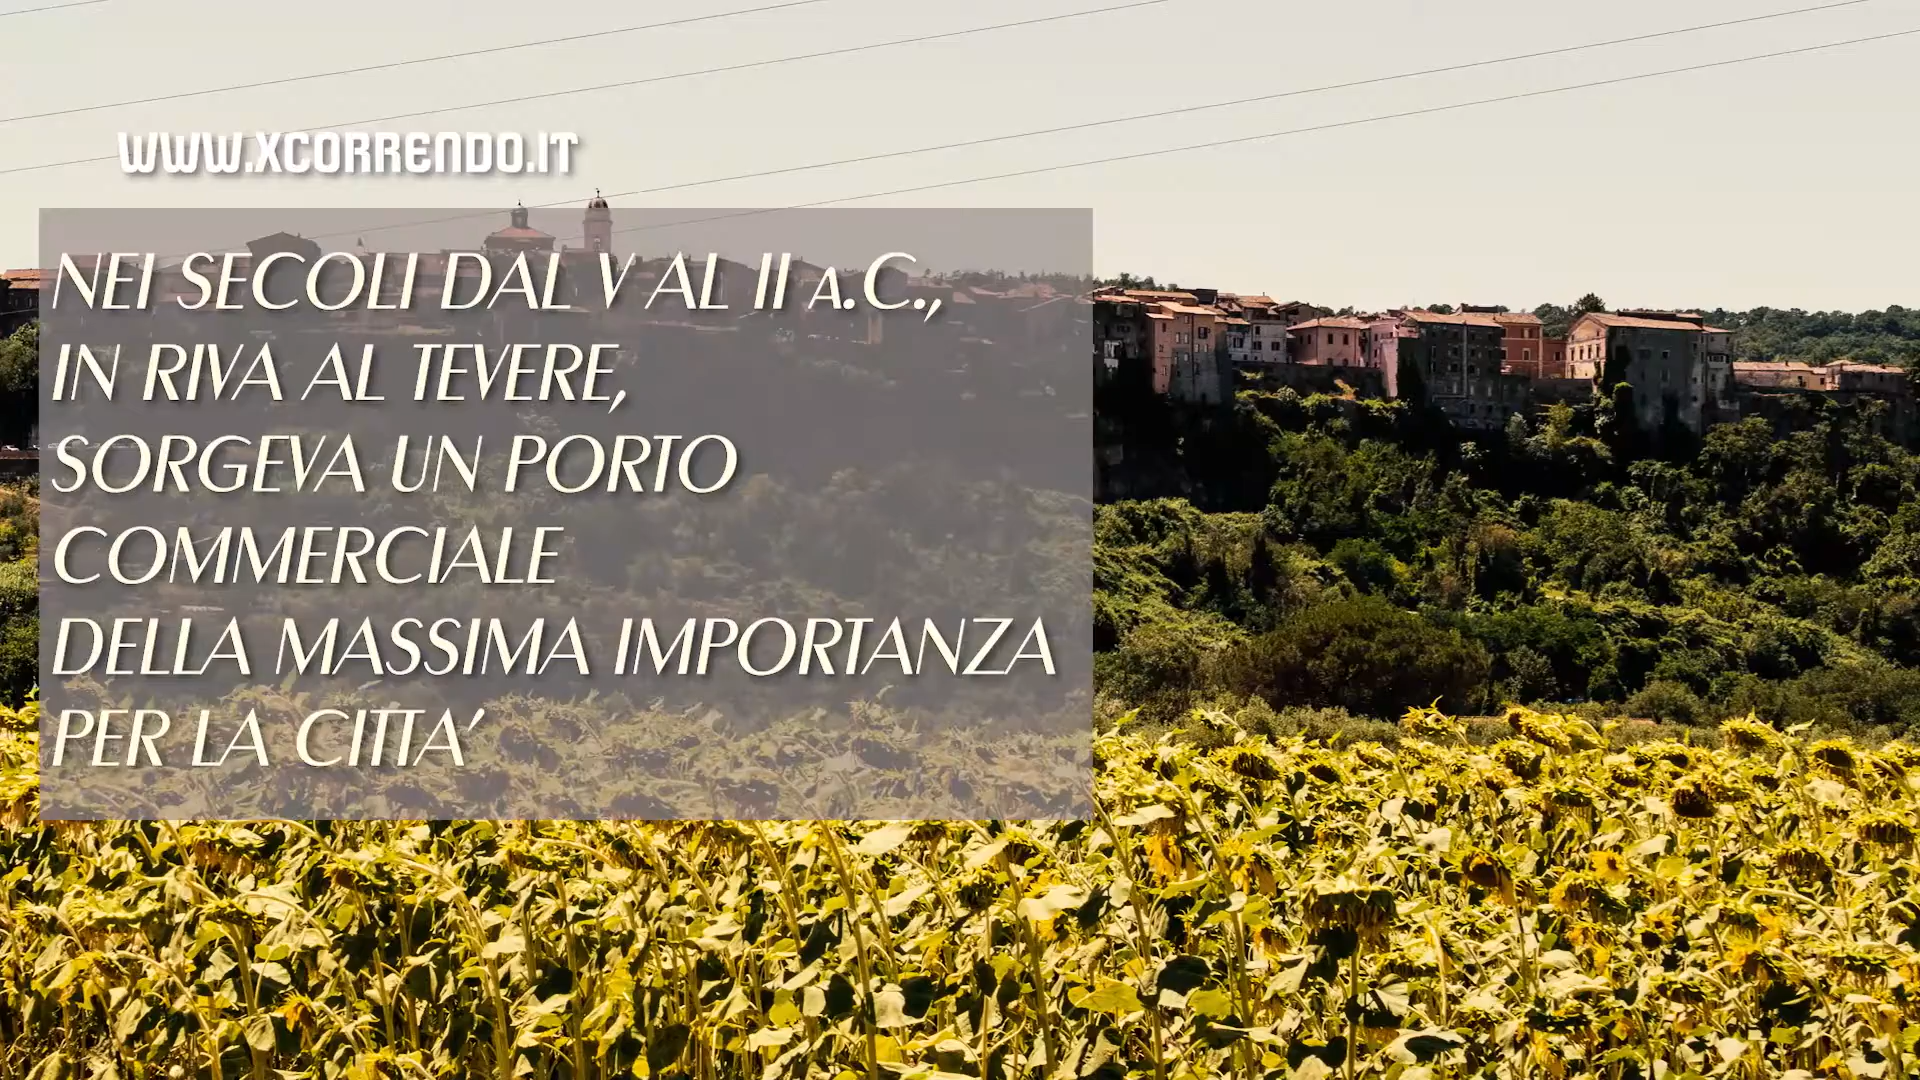 WWW.XCORRENDO.IT
NEI SECOLI DAL V AL II A.C.,
IN RIVA AL TEVERE,
SORGEVA UN PORTO
COMMERCIALE
DELLA MASSIMA IMPORTANZA
PER LA CITTA'